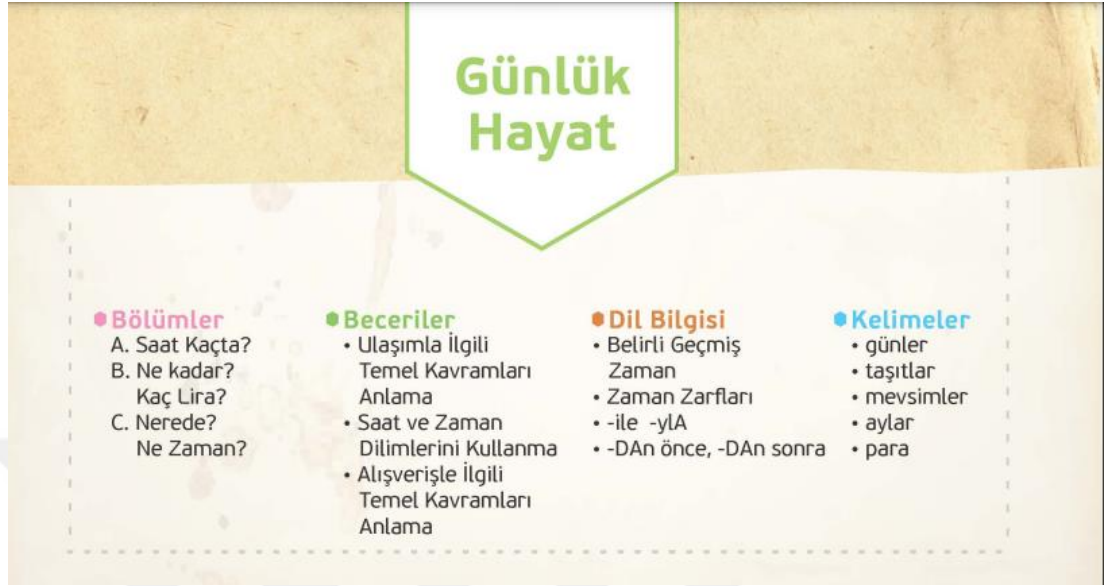 Günlük
Hayat
Bölümler
A. Saat Kaçta?
B. Ne kadar?
Kaç Lira?
C. Nerede?
Ne Zaman?
Beceriler
• Ulaşımla İlgili
Temel Kavramları
Anlama
• Saat ve Zaman
Dilimlerini Kullanma
• Alışverişle İlgili
Temel Kavramları
Anlama
Dil Bilgisi
• Belirli Geçmiş
Zaman
• Zaman Zarfları
• -ile -ylA
• -DAn önce, -DAn sonra
Kelimeler
• günler
• taşıtlar
• mevsimler
• aylar
• para